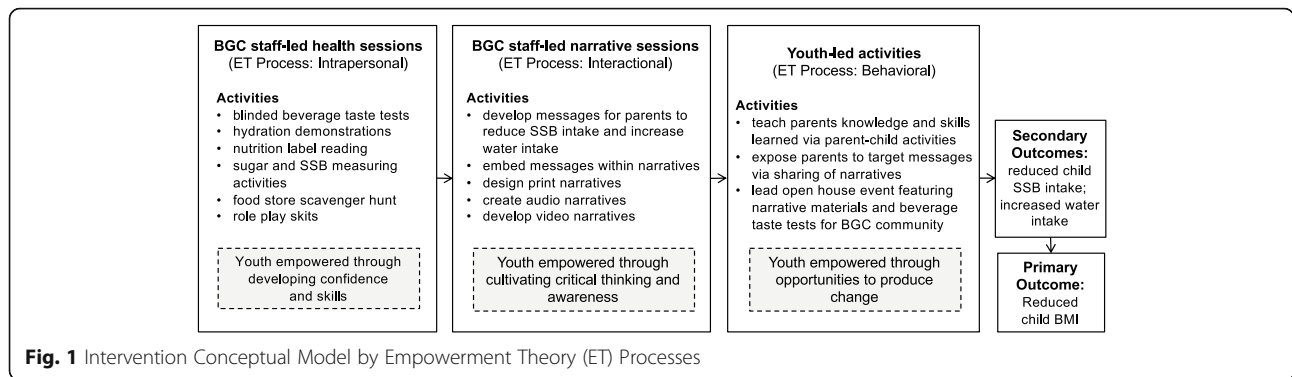 BGC staff-led health sessions
(ET Process: Intrapersonal)
Activities
• blinded beverage taste tests
• hydration demonstrations
• nutrition label reading
• sugar and SSB measuring
activities
• food store scavenger hunt
• role play skits
Youth empowered through
developing confidence
and skills
BGC staff-led narrative sessions
(ET Process: Interactional)
Activities
• develop messages for parents to
reduce SSB intake and increase
water intake
• embed messages within narratives
• design print narratives
• create audio narratives
• develop video narratives
Youth empowered through
cultivating critical thinking and
awareness
Youth-led activities
(ET Process: Behavioral)
Activities
• teach parents knowledge and skills
learned via parent-child activities
• expose parents to target messages
via sharing of narratives
• lead open house event featuring
narrative materials and beverage
taste tests for BGC community
Youth empowered through
opportunities to produce
change
Secondary
Outcomes:
reduced child
SSB intake;
increased water
intake
Primary
Outcome:
Reduced
child BMI
Fig. 1 Intervention Conceptual Model by Empowerment Theory (ET) Processes